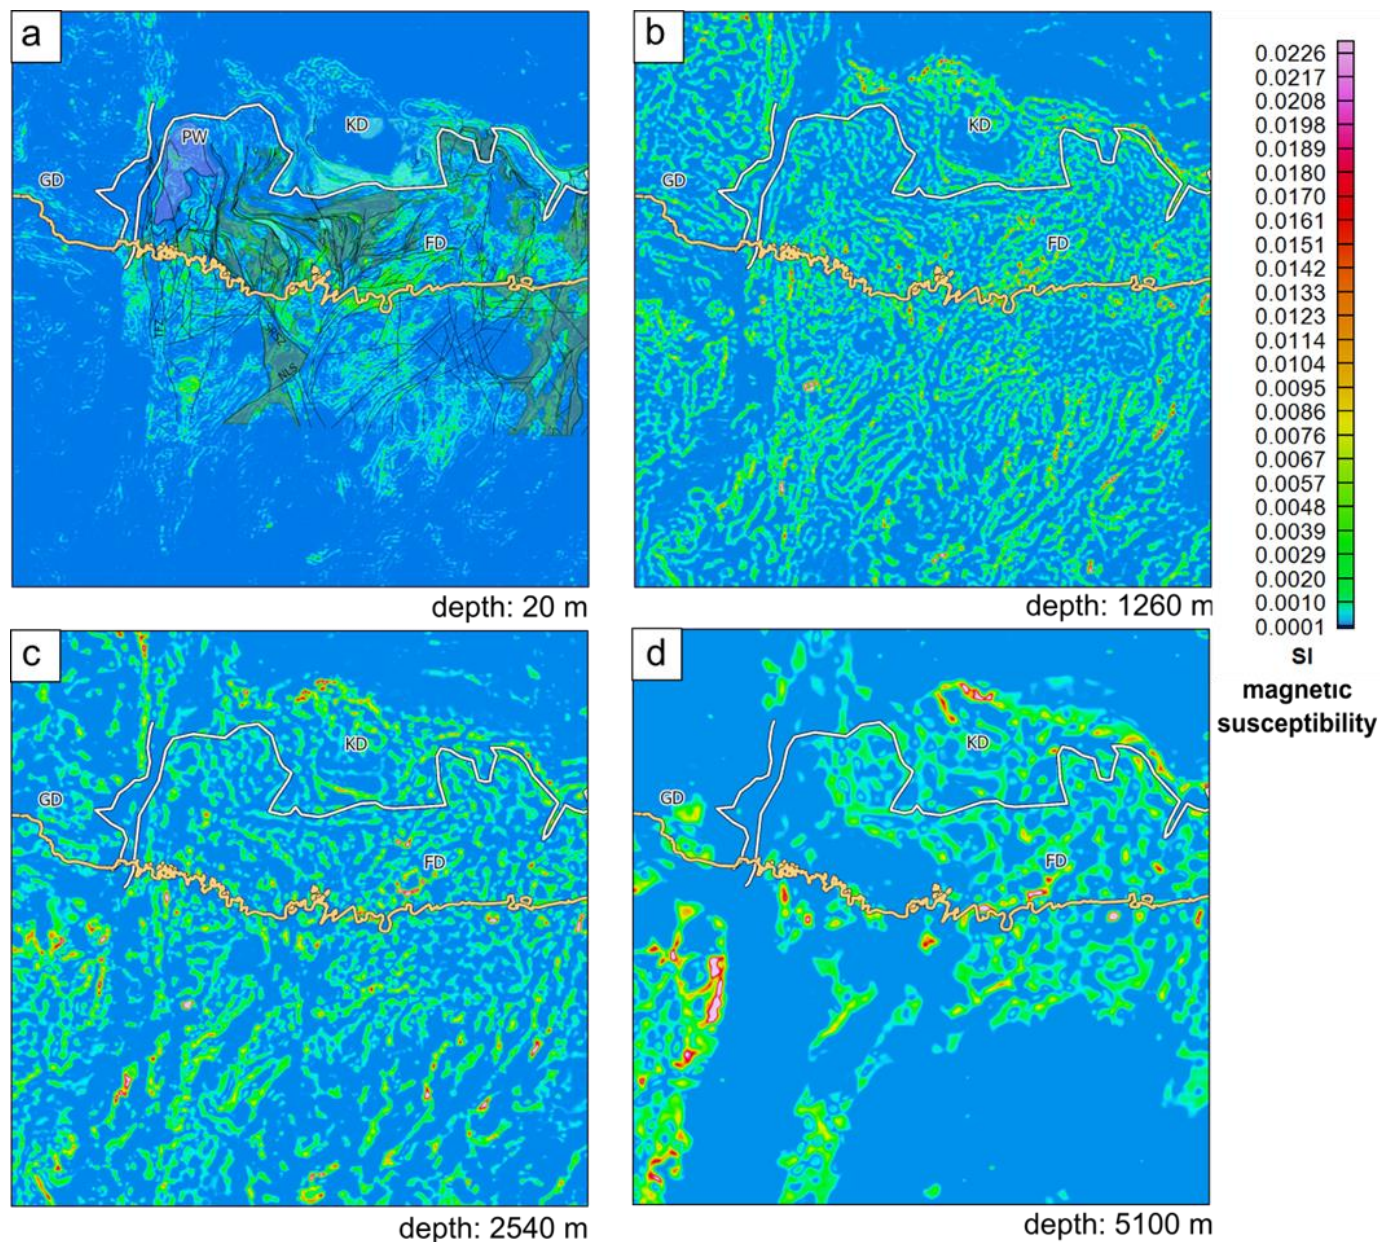 a
PW
KD
GD
FD
NLS
depth: 20 m
b
KD
GD
FD
depth: 1260 m
0.0226
0.0217
0.0208
0.0198
0.0189
0.0180
0.0170
0.0161
0.0151
0.0142
0.0133
0.0123
0.0114
0.0104
0.0095
0.0086
0.0076
0.0067
0.0058
0.0048
0.0039
0.0029
0.0020
0.0010
0.0001
SI
magnetic
susceptibility
c
KD
GD
FD
depth: 2540 m
d
KD
GD
FD
depth: 5100 m